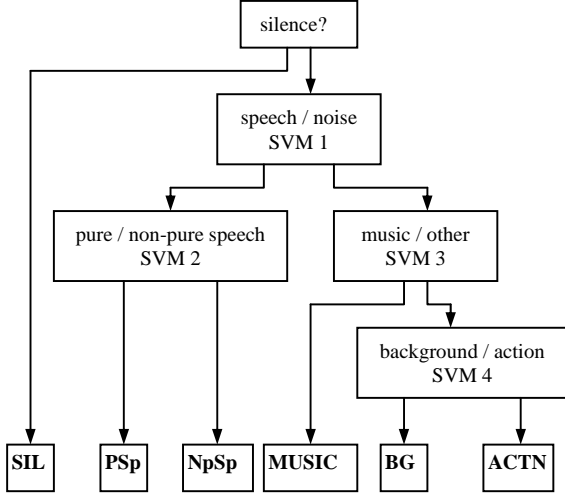 silence?
speech / noise
SVM 1
pure / non-pure speech
SVM 2
music / other
SVM 3
background / action
SVM 4
SIL
PSp
NpSp
MUSIC
BG
ACTN